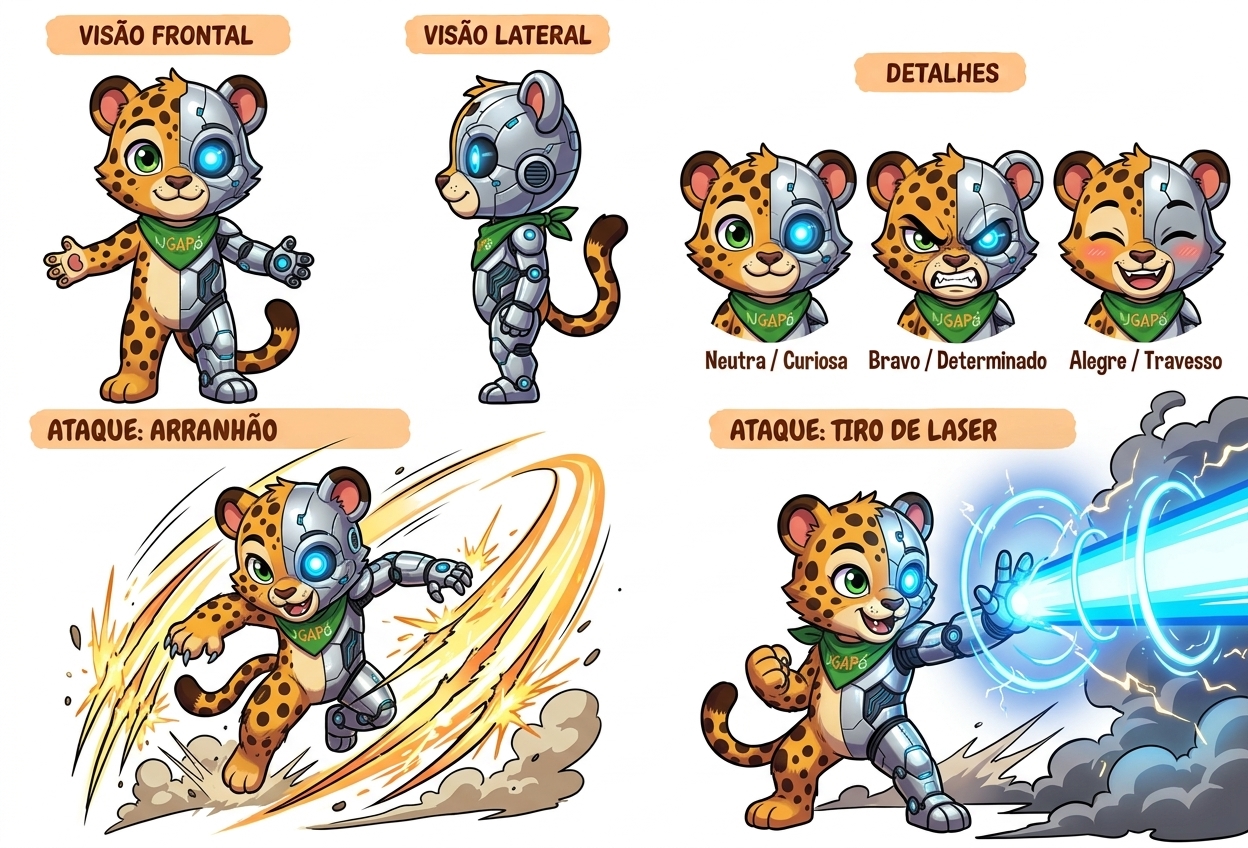 VISÃO FRONTAL
VISÃO LATERAL
DETALHES
Neutra / Curiosa
Bravo / Determinado
Alegre / Travesso
ATAQUE: ARRANHÃO
ATAQUE: TIRO DE LASER